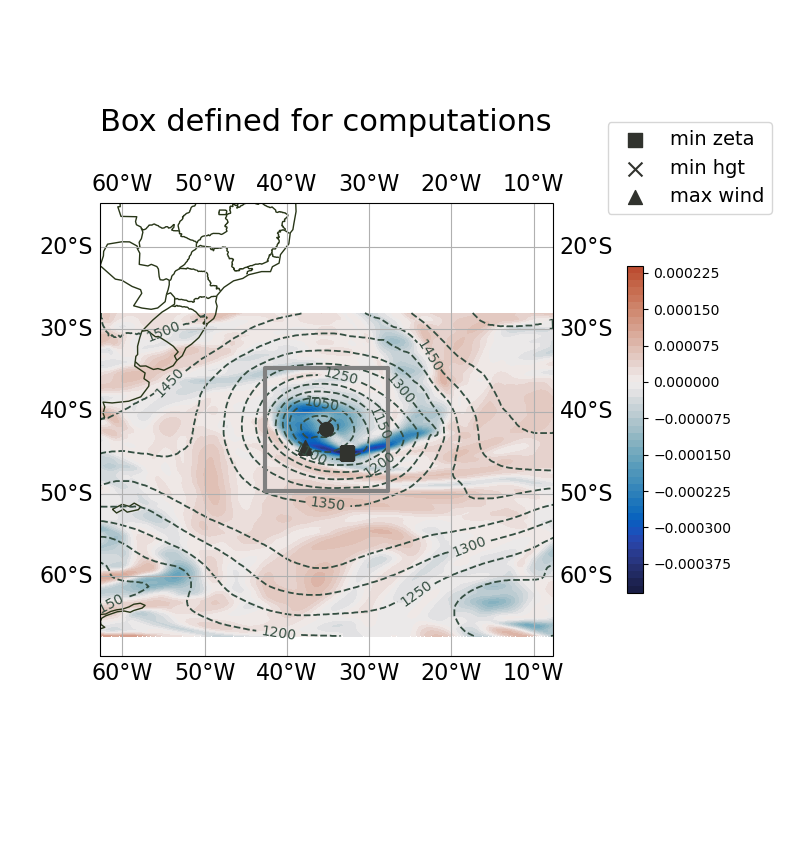 Box defined for computations
min zeta
min hgt
max wind
60°W 50°W 40°W 30°W 20°W 10°W
20°S 20°S
30°S 30°S
40°S 40°S
50°S 50°S
60°S 60°S
60°W 50°W 40°W 30°W 20°W 10°W
1500
1450
1450
1250
1300
1050
1150
1200
1350
1300
1250
1200
0.000225
0.000150
0.000075
0.000000
−0.000075
−0.000150
−0.000225
−0.000300
−0.000375